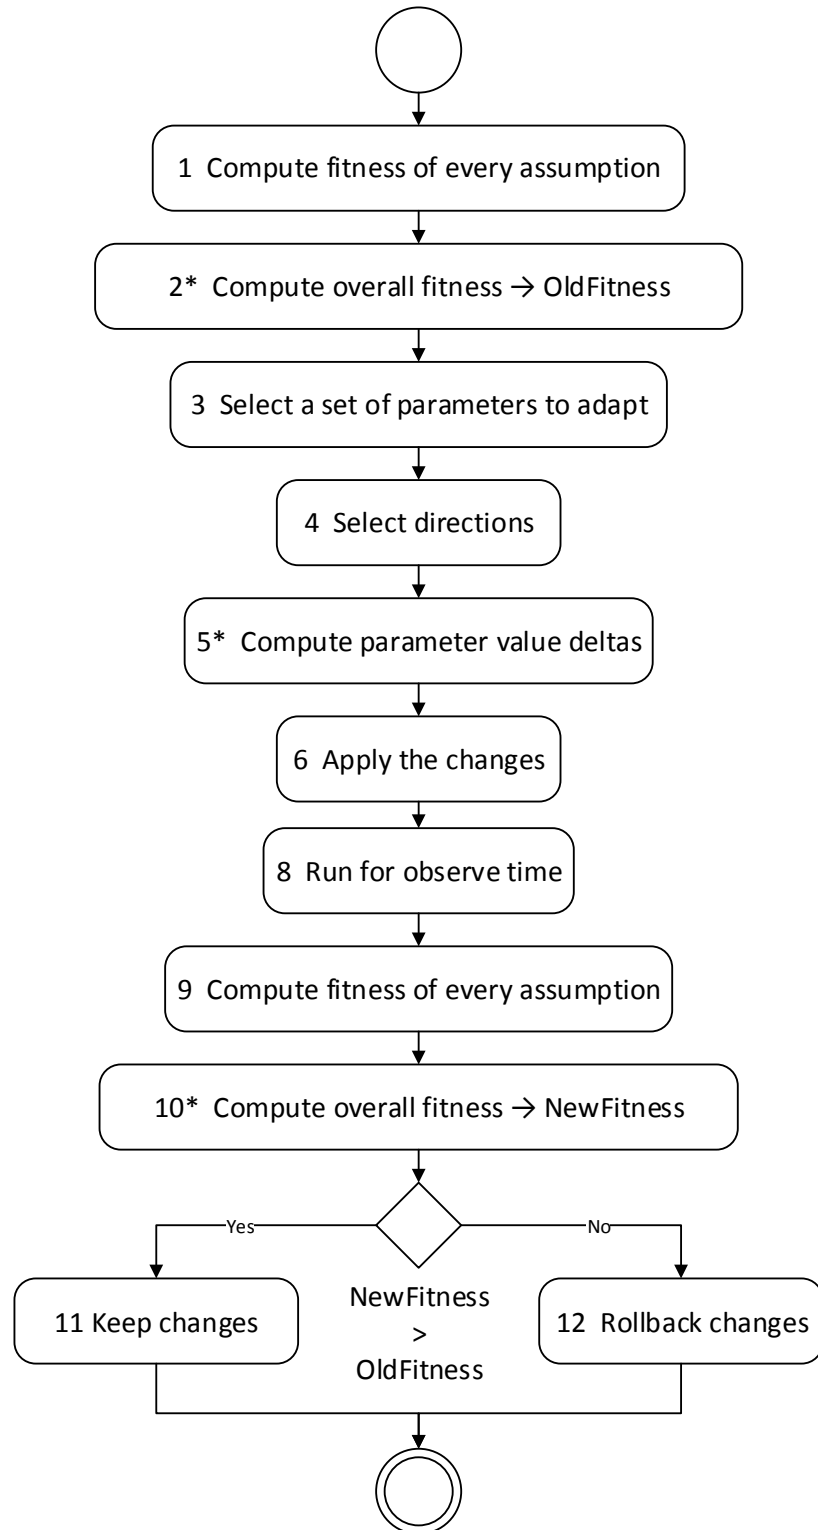 1 Compute fitness of every assumption
2* Compute overall fitness → OldFitness
3 Select a set of parameters to adapt
4 Select directions
5* Compute parameter value deltas
6 Apply the changes
8 Run for observe time
9 Compute fitness of every assumption
10* Compute overall fitness → NewFitness
Yes
No
11 Keep changes
NewFitness
>
OldFitness
12 Rollback changes